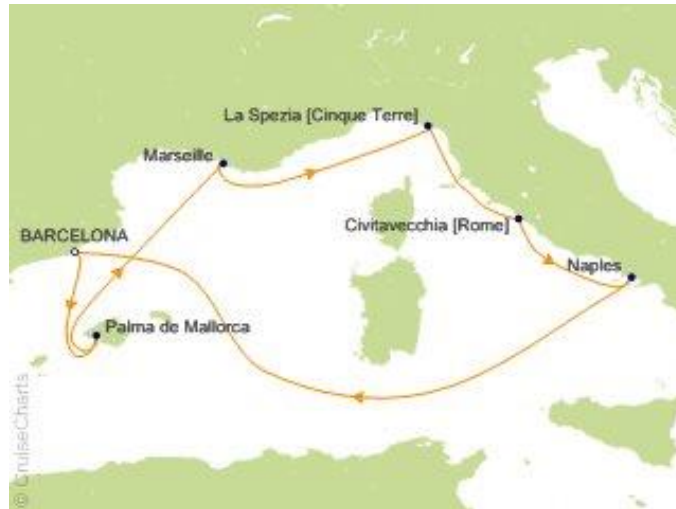 La Spezia [Cinque Terre]
Marseille
Civitavecchia [Rome]
BARCELONA
Naples
Palma de Mallorca
© CruiseCharts